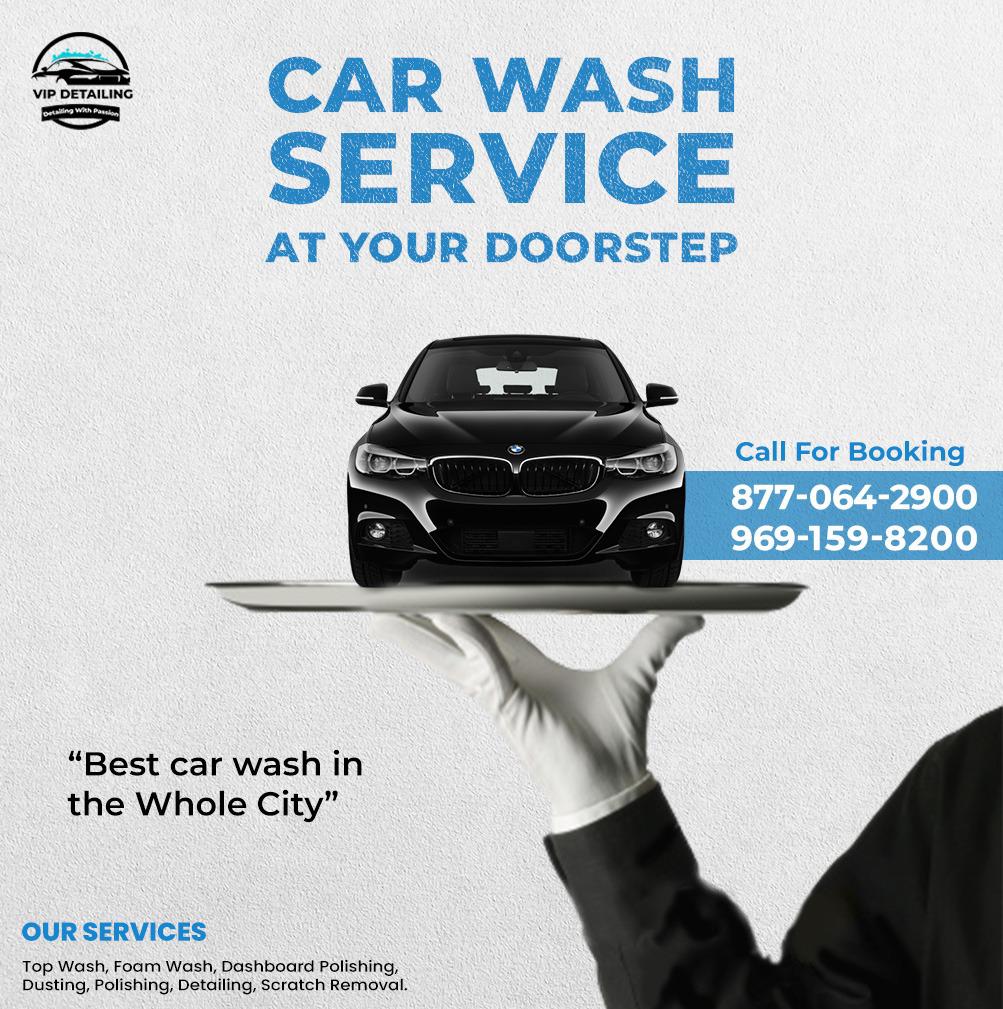 VIP DETAILING
Detailing With Passion
CAR WASH
SERVICE
AT YOUR DOORSTEP
Call For Booking
877-064-2900
969-159-8200
“Best car wash in
the Whole City”
OUR SERVICES
Top Wash, Foam Wash, Dashboard Polishing,
Dusting, Polishing, Detailing, Scratch Removal.